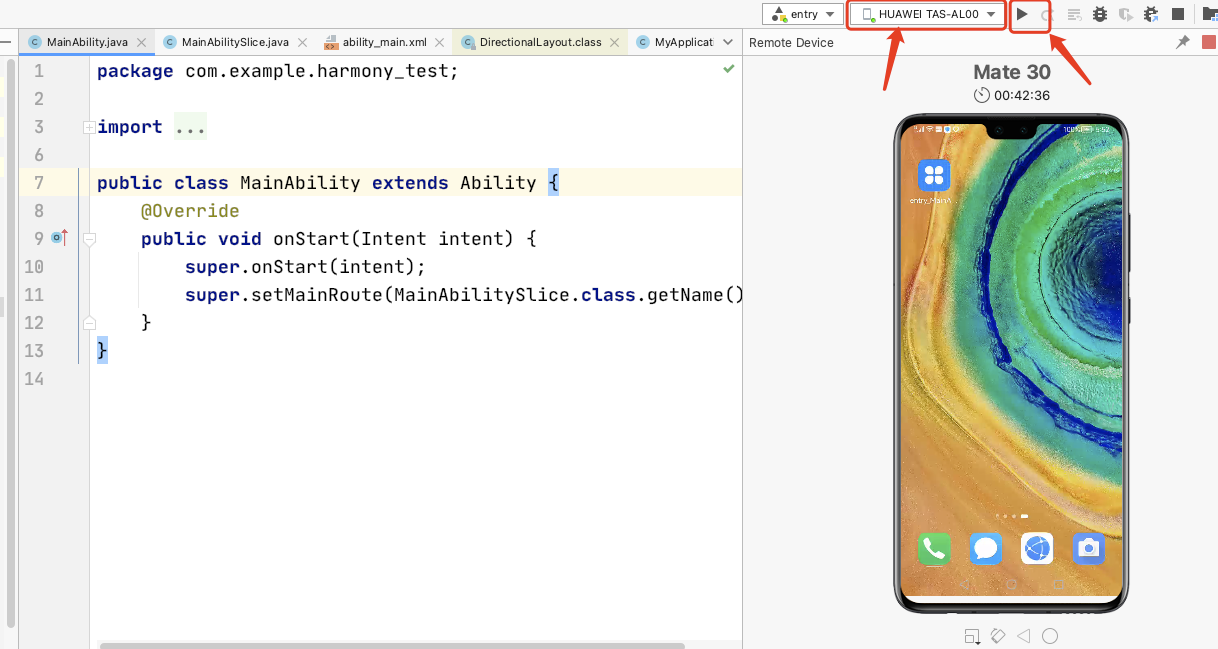 entry
HUAWEI TAS-AL00
MainAbility.java
MainAbilitySlice.java
ability_main.xml
DirectionalLayout.class
MyApplicati
Remote Device
Mate 30
00:42:36
1 package com.example.harmony_test;
2
3 import ...
6
7 public class MainAbility extends Ability {
8 @Override
9 public void onStart(Intent intent) {
10 super.onStart(intent);
11 super.setMainRoute(MainAbilitySlice.class.getName()
12 }
13 }
14
100%
entry_MainA...